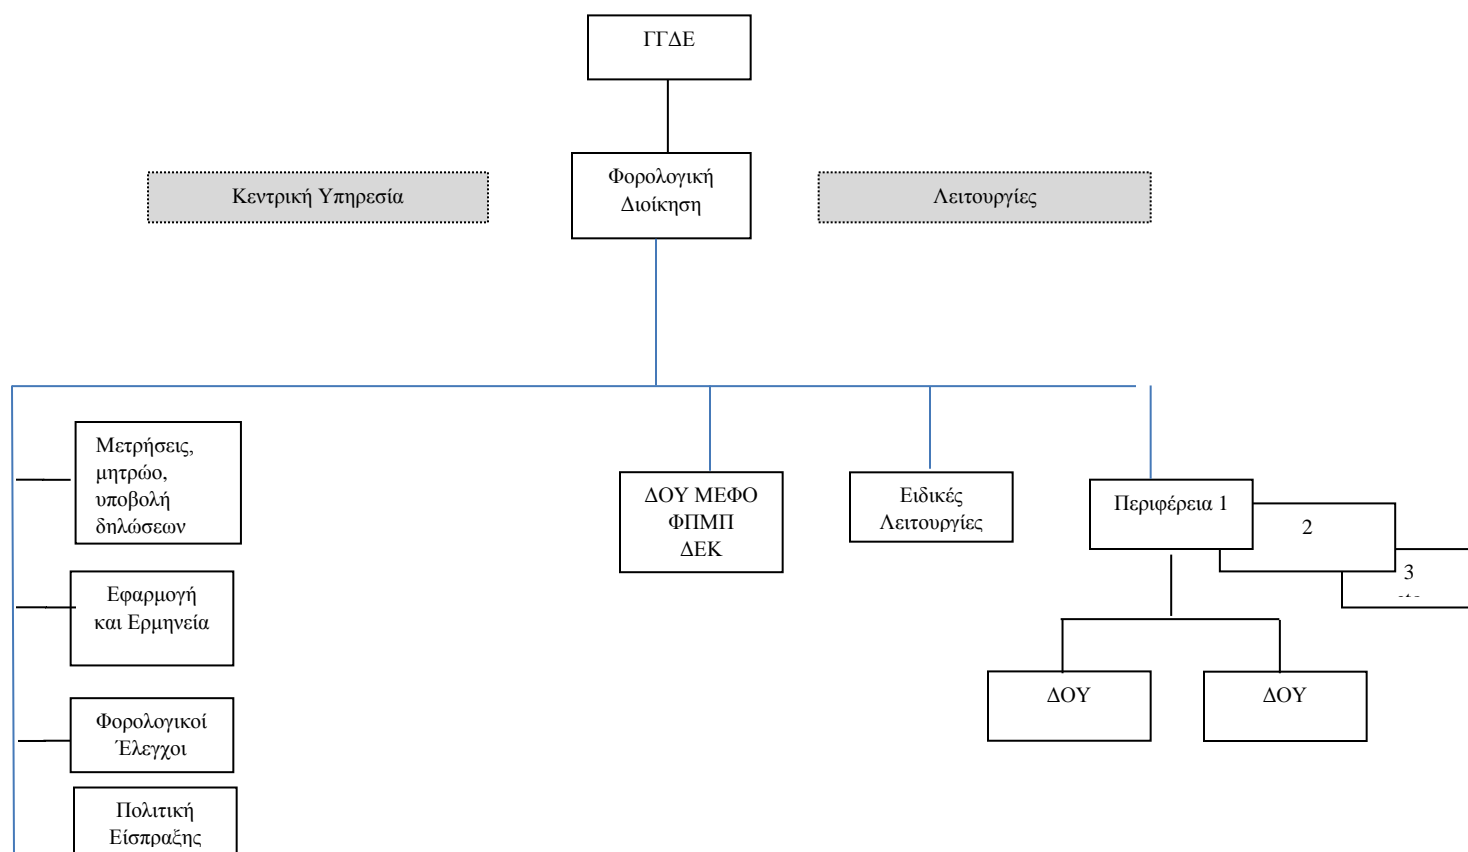 ΓΓΔΕ
Φορολογική
Διοίκηση
Κεντρική Υπηρεσία
Λειτουργίες
Μετρήσεις,
μητρώο,
υποβολή
δηλώσεων
Εφαρμογή
και Ερμηνεία
Φορολογικοί
Έλεγχοι
Πολιτική
Είσπραξης
ΔΟΥ ΜΕΦΟ
ΦΠΜΠ
ΔΕΚ
Ειδικές
Λειτουργίες
Περιφέρεια 1
2
3
ΔΟΥ
ΔΟΥ